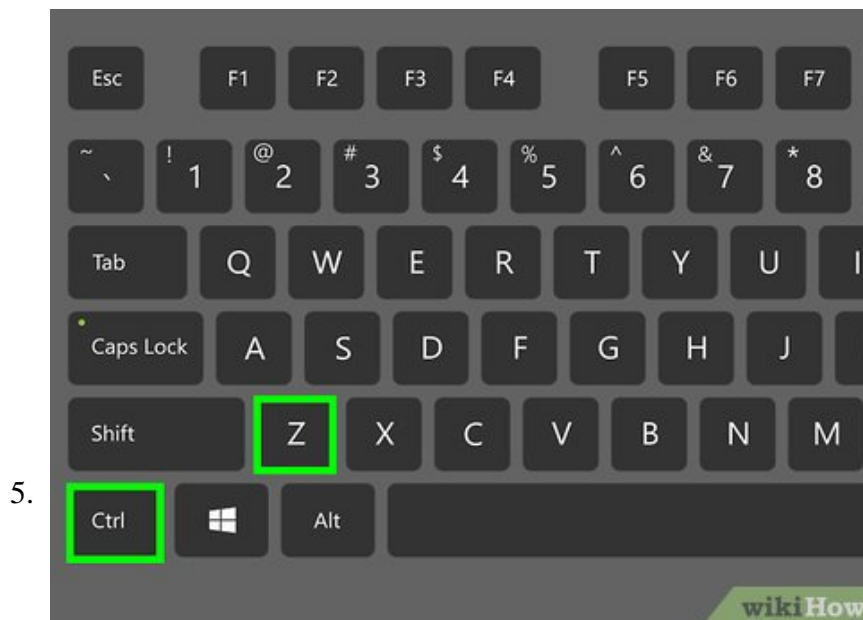 Esc F1 F2 F3 F4 F5 F6 F7
~ ` ! 1 @ 2 # 3 $ 4 % 5 ^ 6 & 7 * 8
Tab Q W E R T Y U I
Caps Lock A S D F G H J
Shift Z X C V B N M
5.
Ctrl Alt
wikiHow